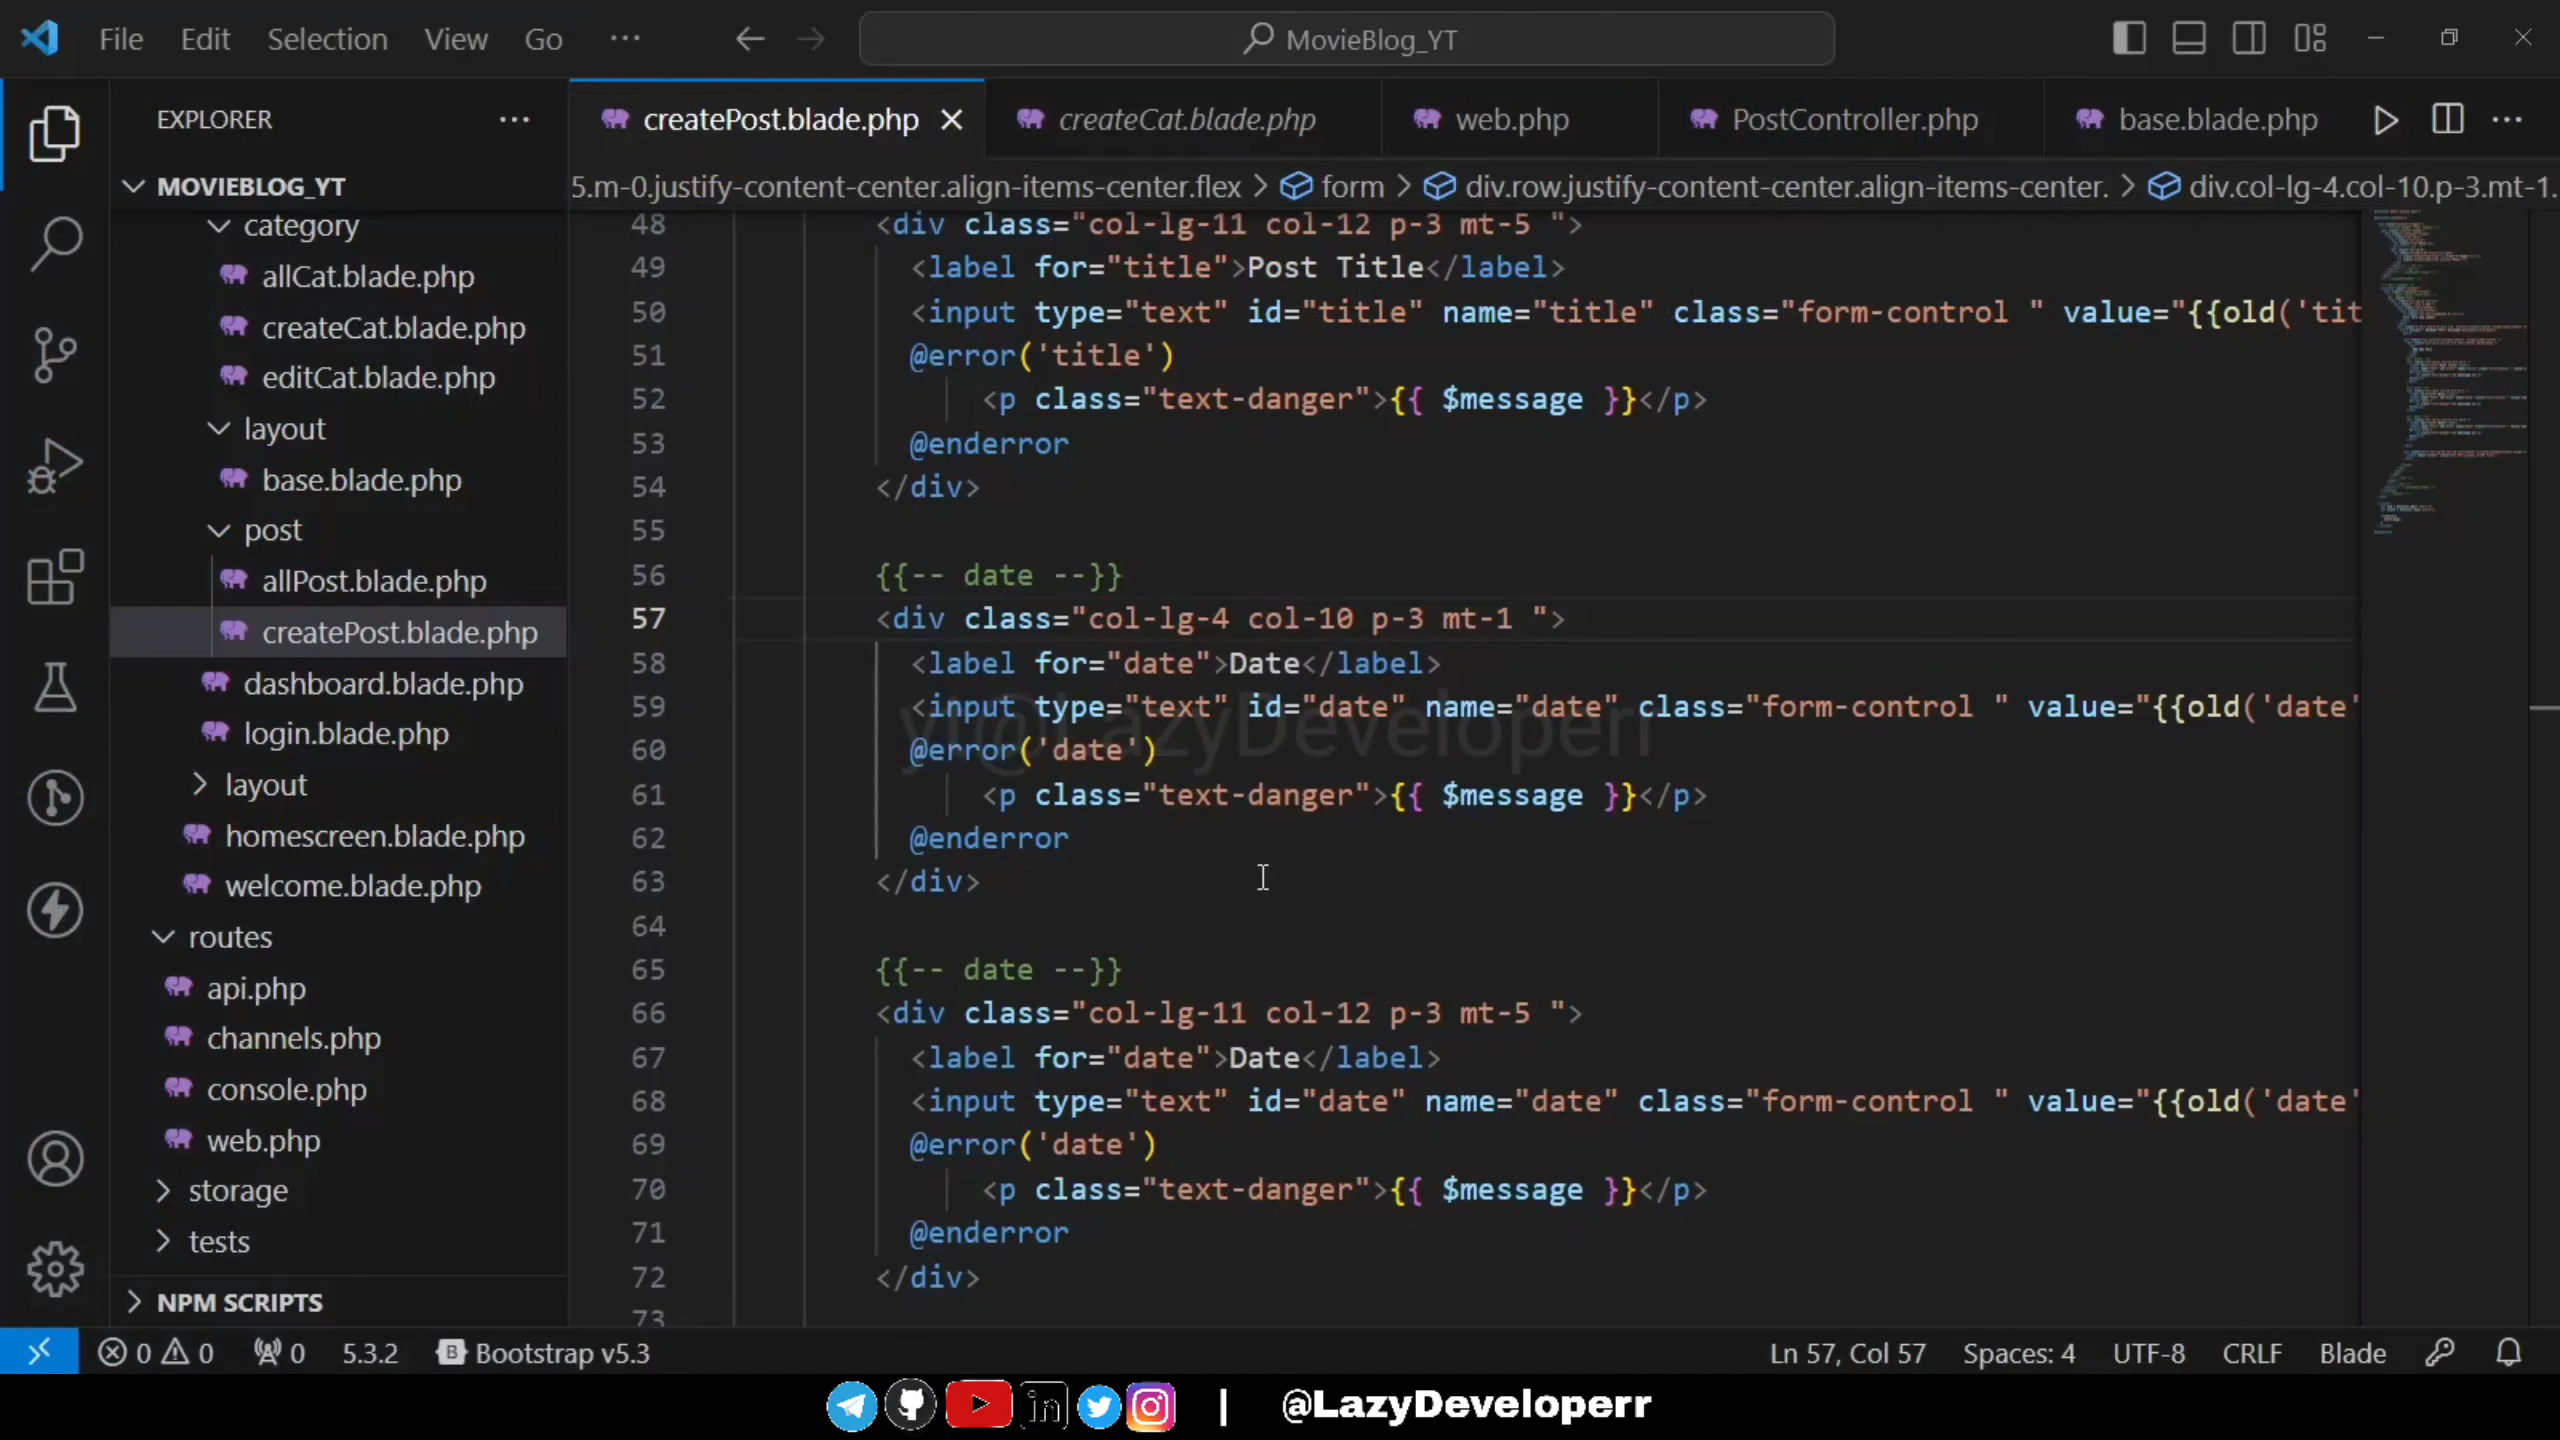 File Edit Selection View Go ··· MovieBlog_YT
EXPLORER ···
MOVIEBLOG_YT
category
allCat.blade.php
createCat.blade.php
editCat.blade.php
layout
base.blade.php
post
allPost.blade.php
createPost.blade.php
dashboard.blade.php
login.blade.php
layout
homescreen.blade.php
welcome.blade.php
routes
api.php
channels.php
console.php
web.php
storage
tests
NPM SCRIPTS
createPost.blade.php createCat.blade.php web.php PostController.php base.blade.php ···
5.m-0.justify-content-center.align-items-center.flex > form > div.row.justify-content-center.align-items-center. > div.col-lg-4.col-10.p-3.mt-1.
48 <div class="col-lg-11 col-12 p-3 mt-5 ">
49 <label for="title">Post Title</label>
50 <input type="text" id="title" name="title" class="form-control " value="{{old('tit
51 @error('title')
52 <p class="text-danger">{{ $message }}</p>
53 @enderror
54 </div>
55
56 {{-- date --}}
57 <div class="col-lg-4 col-10 p-3 mt-1 ">
58 <label for="date">Date</label>
59 <input type="text" id="date" name="date" class="form-control " value="{{old('date'
60 @error('date')
61 <p class="text-danger">{{ $message }}</p>
62 @enderror
63 </div>
64
65 {{-- date --}}
66 <div class="col-lg-11 col-12 p-3 mt-5 ">
67 <label for="date">Date</label>
68 <input type="text" id="date" name="date" class="form-control " value="{{old('date'
69 @error('date')
70 <p class="text-danger">{{ $message }}</p>
71 @enderror
72 </div>
73
yt@LazyDeveloperr
0 0 0 5.3.2 B Bootstrap v5.3 Ln 57, Col 57 Spaces: 4 UTF-8 CRLF Blade
in | @LazyDeveloperr